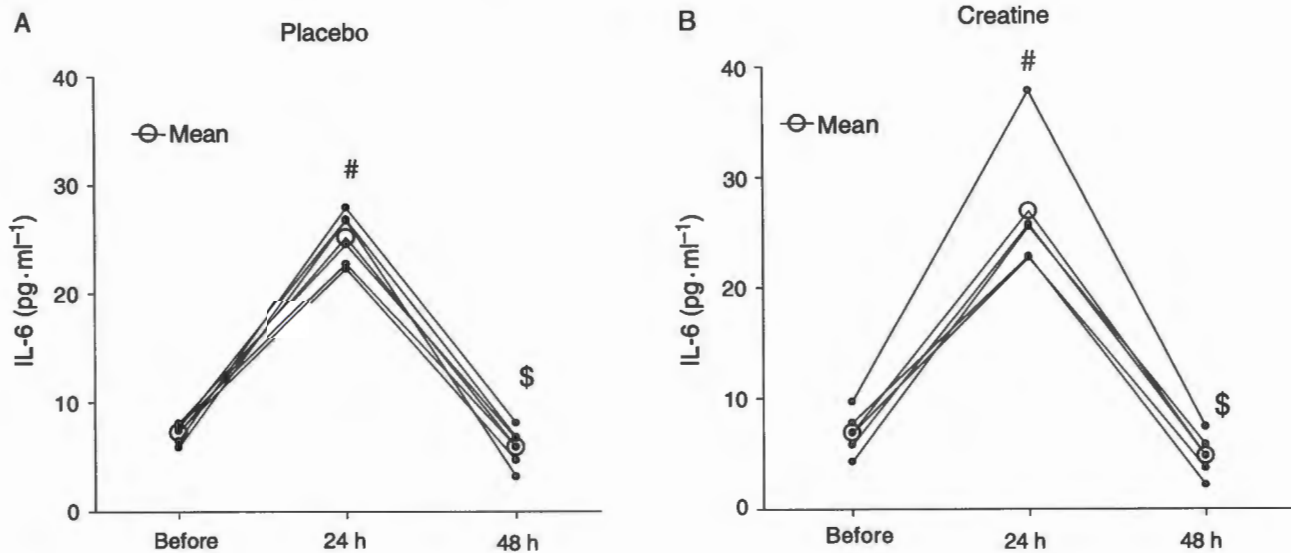 A
Placebo
40
30
20
10
0
IL-6 (pg·ml⁻¹)
Mean
#
$
Before 24 h 48 h
B
Creatine
40
30
20
10
0
IL-6 (pg·ml⁻¹)
Mean
#
$
Before 24 h 48 h